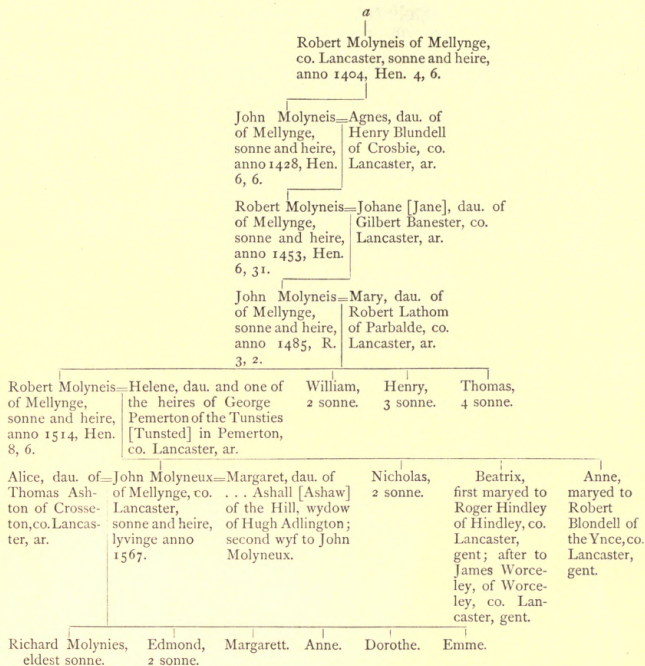 a
Robert Molyneis of Mellynge,
co. Lancaster, sonne and heire,
anno 1404, Hen. 4, 6.
John Molyneis=
of Mellynge,
sonne and heire,
anno 1428, Hen.
6, 6.
Agnes, dau. of
Henry Blundell
of Crosbie, co.
Lancaster, ar.
Robert Molyneis=
of Mellynge,
sonne and heire,
anno 1453, Hen.
6, 31.
Johane [Jane], dau. of
Gilbert Banester, co.
Lancaster, ar.
John Molyneis=
of Mellynge,
sonne and heire,
anno 1485, R.
3, 2.
Mary, dau. of
Robert Lathom
of Parbalde, co.
Lancaster, ar.
Robert Molyneis=
of Mellynge,
sonne and heire,
anno 1514, Hen.
8, 6.
Helene, dau. and one of
the heires of George
Pemerton of the Tunsties
[Tunsted] in Pemerton,
co. Lancaster, ar.
William,
2 sonne.
Henry,
3 sonne.
Thomas,
4 sonne.
Alice, dau. of=
Thomas Ash-
ton of Crosse-
ton, co. Lancas-
ter, ar.
John Molyneux=
of Mellynge, co.
Lancaster,
sonne and heire,
lyvinge anno
1567.
Margaret, dau. of
. . . Ashall [Ashaw]
of the Hill, wydow
of Hugh Adlington;
second wyf to John
Molyneux.
Nicholas,
2 sonne.
Beatrix,
first maryed to
Roger Hindley
of Hindley, co.
Lancaster,
gent; after to
James Worce-
ley, of Worce-
ley, co. Lan-
caster, gent.
Anne,
maryed to
Robert
Blondell of
the Ynce, co.
Lancaster,
gent.
Richard Molynies,
eldest sonne.
Edmond,
2 sonne.
Margarett.
Anne.
Dorothe.
Emme.